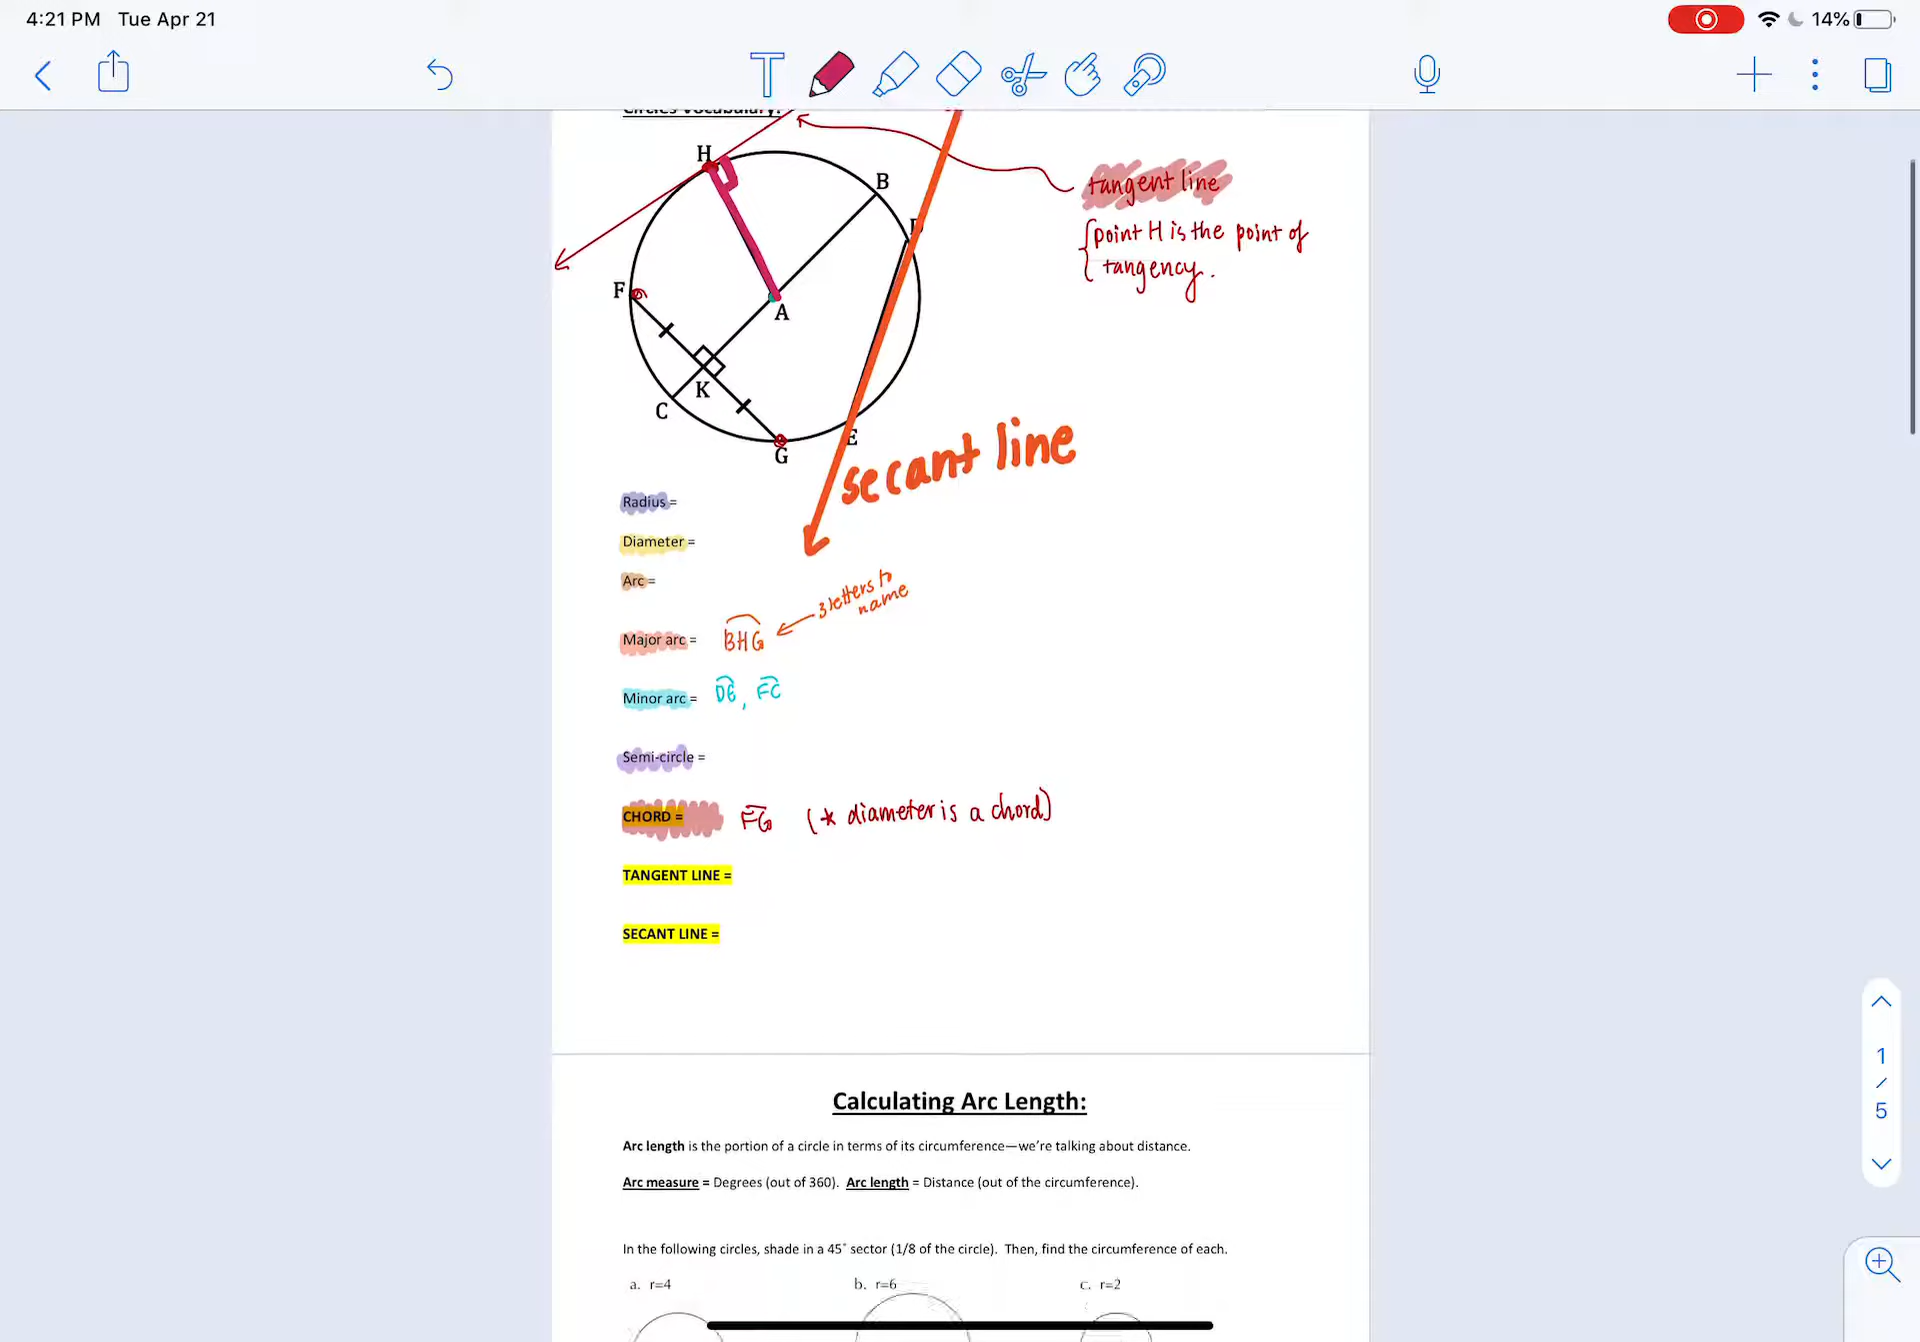 4:21 PM Tue Apr 21
14%
Circles Vocabulary:
H
B
D
F
A
K
C
G
E
tangent line
point H is the point of
tangency.
secant line
Radius =
Diameter =
Arc =
3 letters to
name
Major arc = BHG
Minor arc = DE, FC
Semi-circle =
CHORD = FG (* diameter is a chord)
TANGENT LINE =
SECANT LINE =
Calculating Arc Length:
Arc length is the portion of a circle in terms of its circumference—we're talking about distance.
Arc measure = Degrees (out of 360). Arc length = Distance (out of the circumference).
In the following circles, shade in a 45° sector (1/8 of the circle). Then, find the circumference of each.
a. r=4 b. r=6 c. r=2
1
/
5